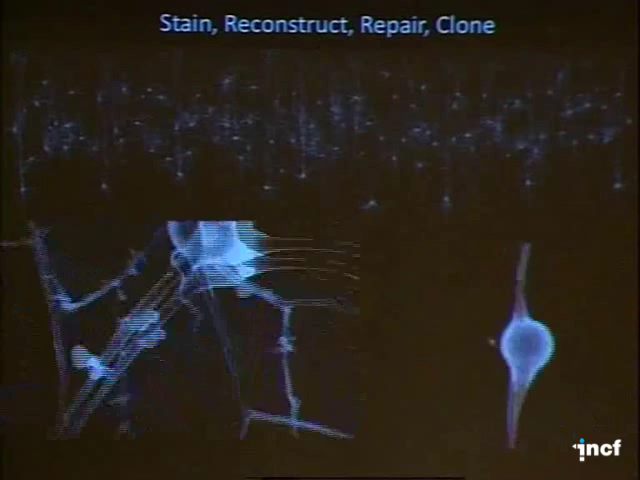 Stain, Reconstruct, Repair, Clone
incf